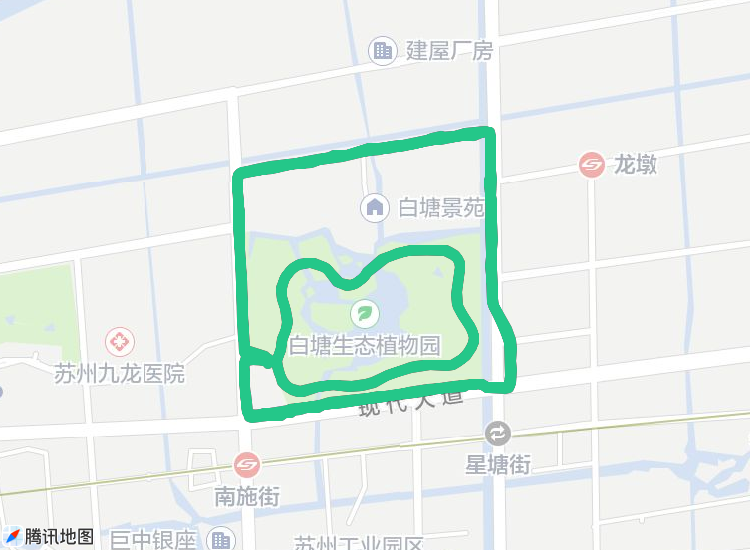 建屋厂房
龙墩
白塘景苑
白塘生态植物园
苏州九龙医院
现代大道
星塘街
南施街
巨中银座
苏州工业园区
腾讯地图